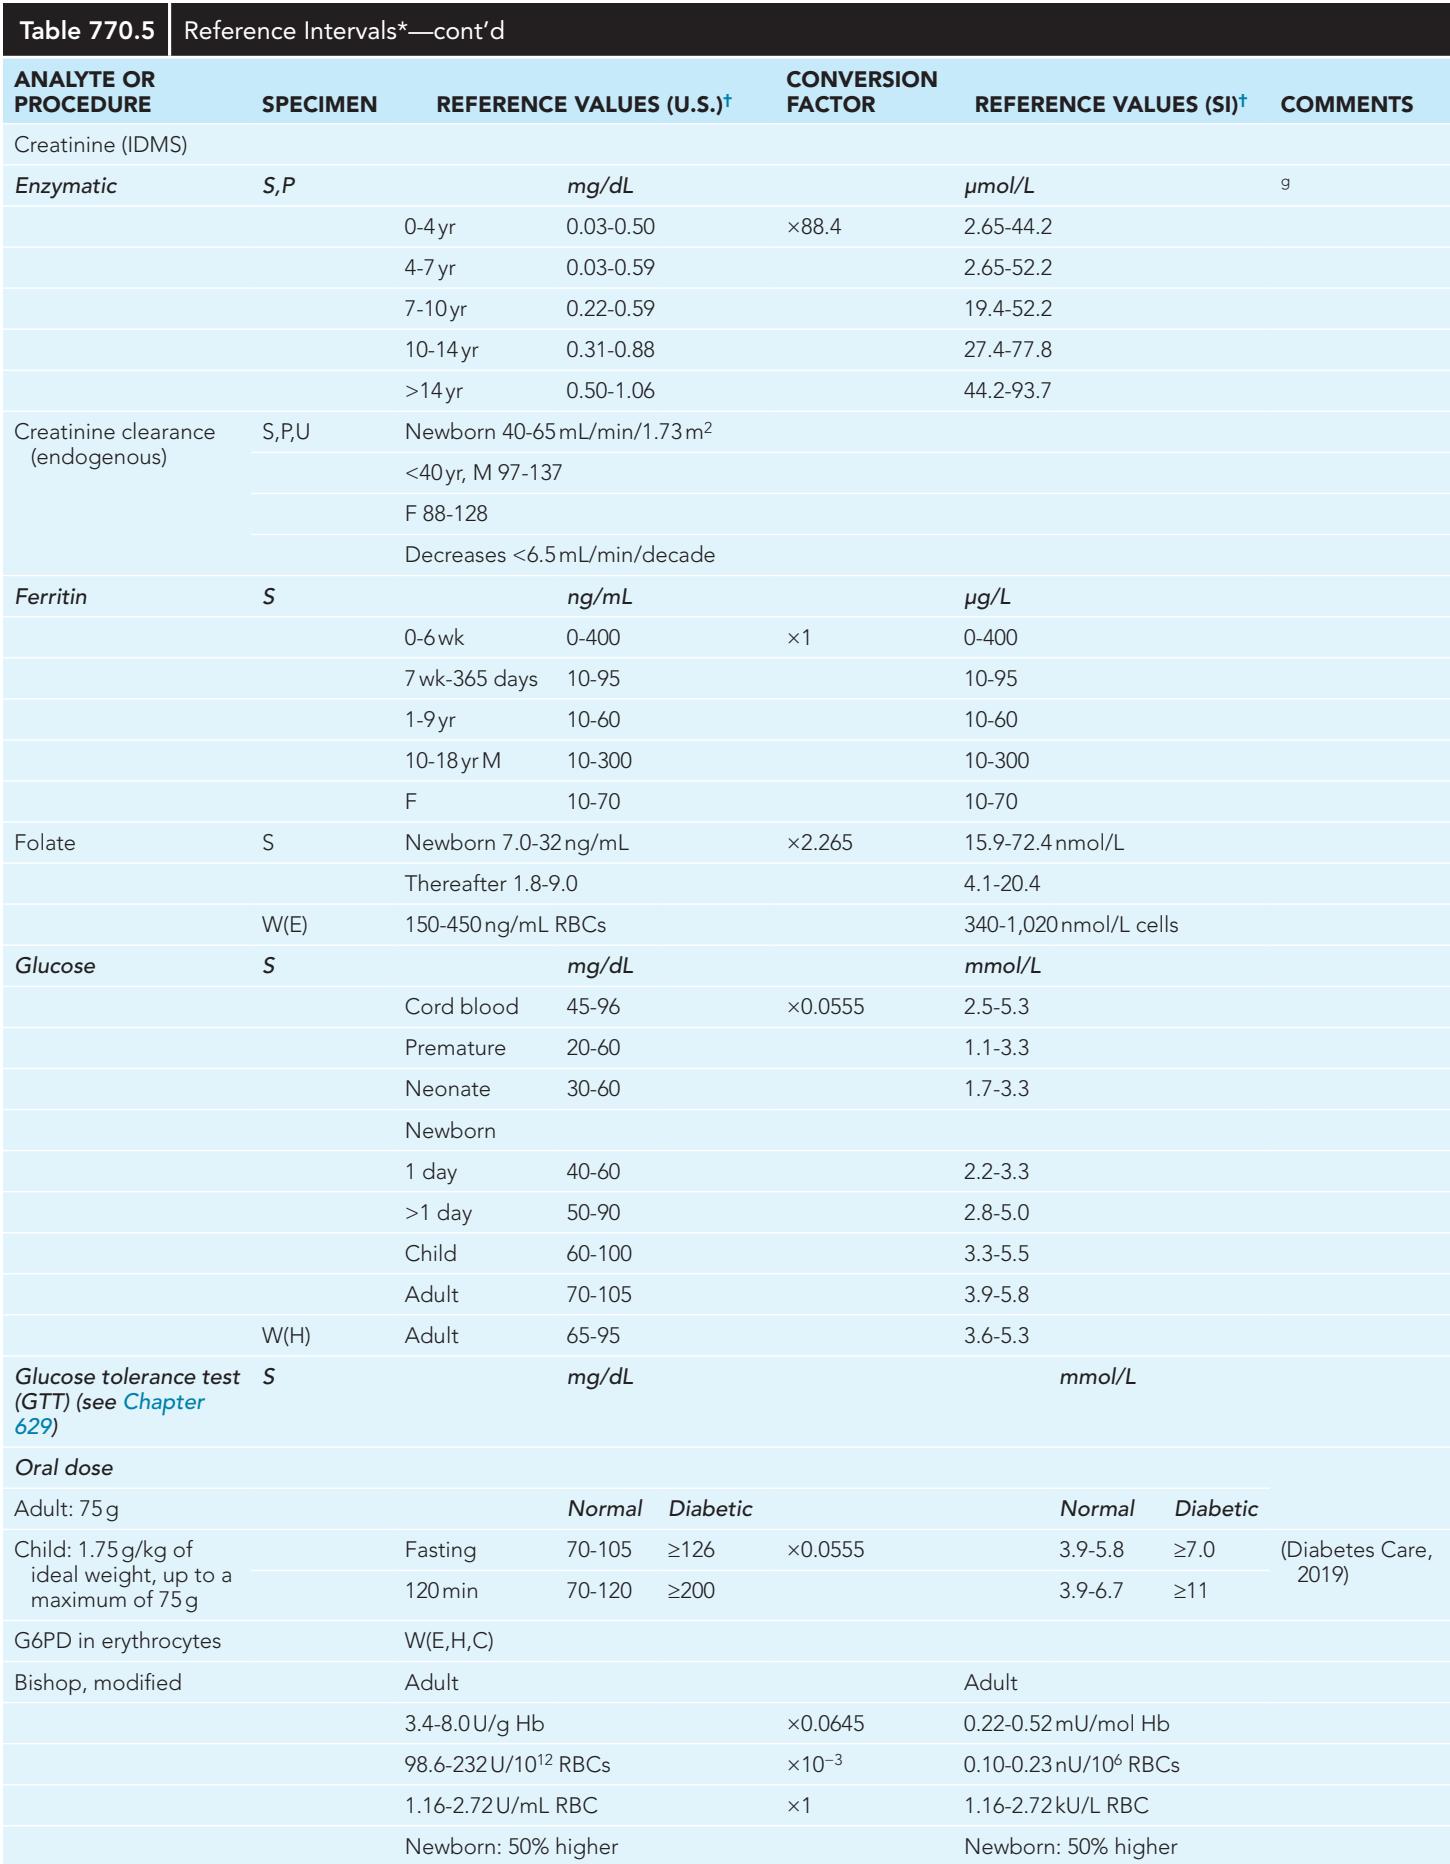 Table 770.5 Reference Intervals*—cont'd
ANALYTE OR PROCEDURE SPECIMEN REFERENCE VALUES (U.S.)† CONVERSION FACTOR REFERENCE VALUES (SI)† COMMENTS
Creatinine (IDMS)
Enzymatic S,P mg/dL µmol/L g
0-4 yr 0.03-0.50 ×88.4 2.65-44.2
4-7 yr 0.03-0.59 2.65-52.2
7-10 yr 0.22-0.59 19.4-52.2
10-14 yr 0.31-0.88 27.4-77.8
>14 yr 0.50-1.06 44.2-93.7
Creatinine clearance (endogenous) S,P,U Newborn 40-65 mL/min/1.73 m²
<40 yr, M 97-137
F 88-128
Decreases <6.5 mL/min/decade
Ferritin S ng/mL µg/L
0-6 wk 0-400 ×1 0-400
7 wk-365 days 10-95 10-95
1-9 yr 10-60 10-60
10-18 yr M 10-300 10-300
F 10-70 10-70
Folate S Newborn 7.0-32 ng/mL ×2.265 15.9-72.4 nmol/L
Thereafter 1.8-9.0 4.1-20.4
W(E) 150-450 ng/mL RBCs 340-1,020 nmol/L cells
Glucose S mg/dL mmol/L
Cord blood 45-96 ×0.0555 2.5-5.3
Premature 20-60 1.1-3.3
Neonate 30-60 1.7-3.3
Newborn
1 day 40-60 2.2-3.3
>1 day 50-90 2.8-5.0
Child 60-100 3.3-5.5
Adult 70-105 3.9-5.8
W(H) Adult 65-95 3.6-5.3
Glucose tolerance test S mg/dL mmol/L
(GTT) (see Chapter
629)
Oral dose
Adult: 75 g Normal Diabetic Normal Diabetic
Child: 1.75 g/kg of ideal weight, up to a maximum of 75 g Fasting 70-105 ≥126 ×0.0555 3.9-5.8 ≥7.0 (Diabetes Care, 2019)
120 min 70-120 ≥200 3.9-6.7 ≥11
G6PD in erythrocytes W(E,H,C)
Bishop, modified Adult Adult
3.4-8.0 U/g Hb ×0.0645 0.22-0.52 mU/mol Hb
98.6-232 U/10¹² RBCs ×10⁻³ 0.10-0.23 nU/10⁶ RBCs
1.16-2.72 U/mL RBC ×1 1.16-2.72 kU/L RBC
Newborn: 50% higher Newborn: 50% higher